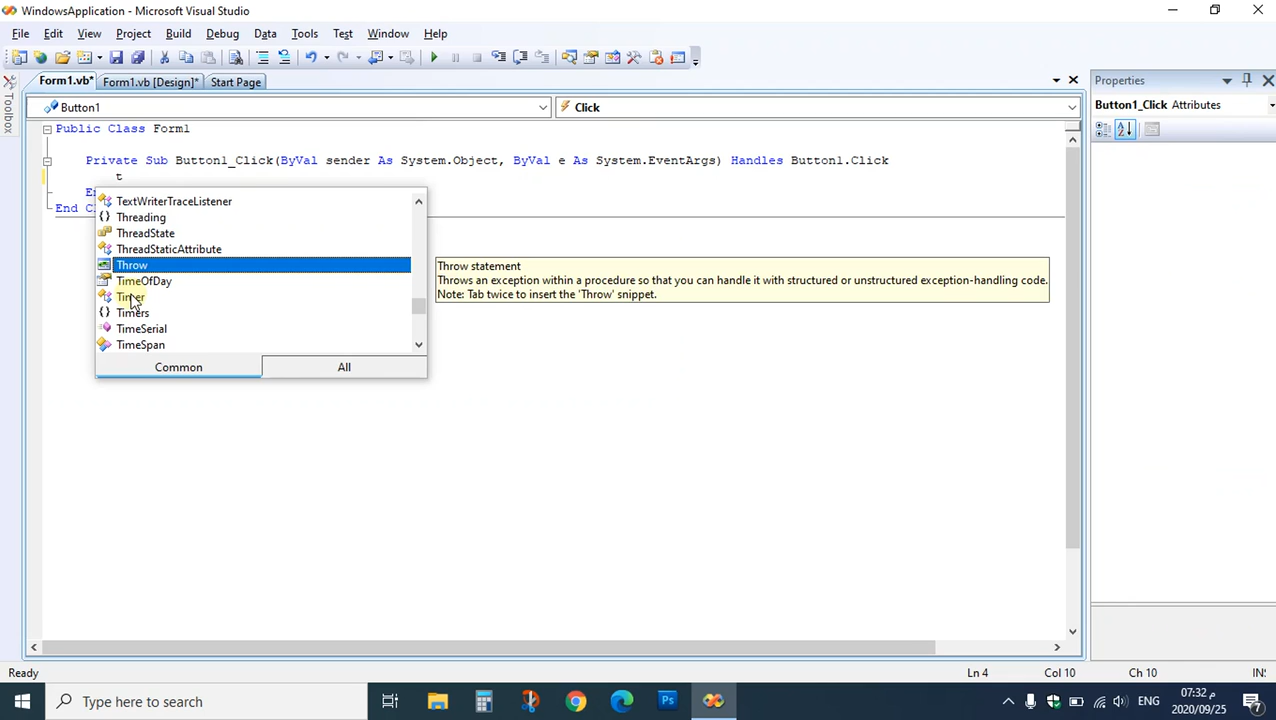 WindowsApplication - Microsoft Visual Studio
File Edit View Project Build Debug Data Tools Test Window Help
Form1.vb* Form1.vb [Design]* Start Page
Properties
Button1 Click
Button1_Click Attributes
Toolbox
Public Class Form1
Private Sub Button1_Click(ByVal sender As System.Object, ByVal e As System.EventArgs) Handles Button1.Click
t
TextWriterTraceListener
Threading
ThreadState
ThreadStaticAttribute
Throw
TimeOfDay
Timer
Timers
TimeSerial
TimeSpan
Common All
Throw statement
Throws an exception within a procedure so that you can handle it with structured or unstructured exception-handling code.
Note: Tab twice to insert the 'Throw' snippet.
Ready Ln 4 Col 10 Ch 10 INS
Type here to search
Ps
ENG
07:32 م
2020/09/25
7